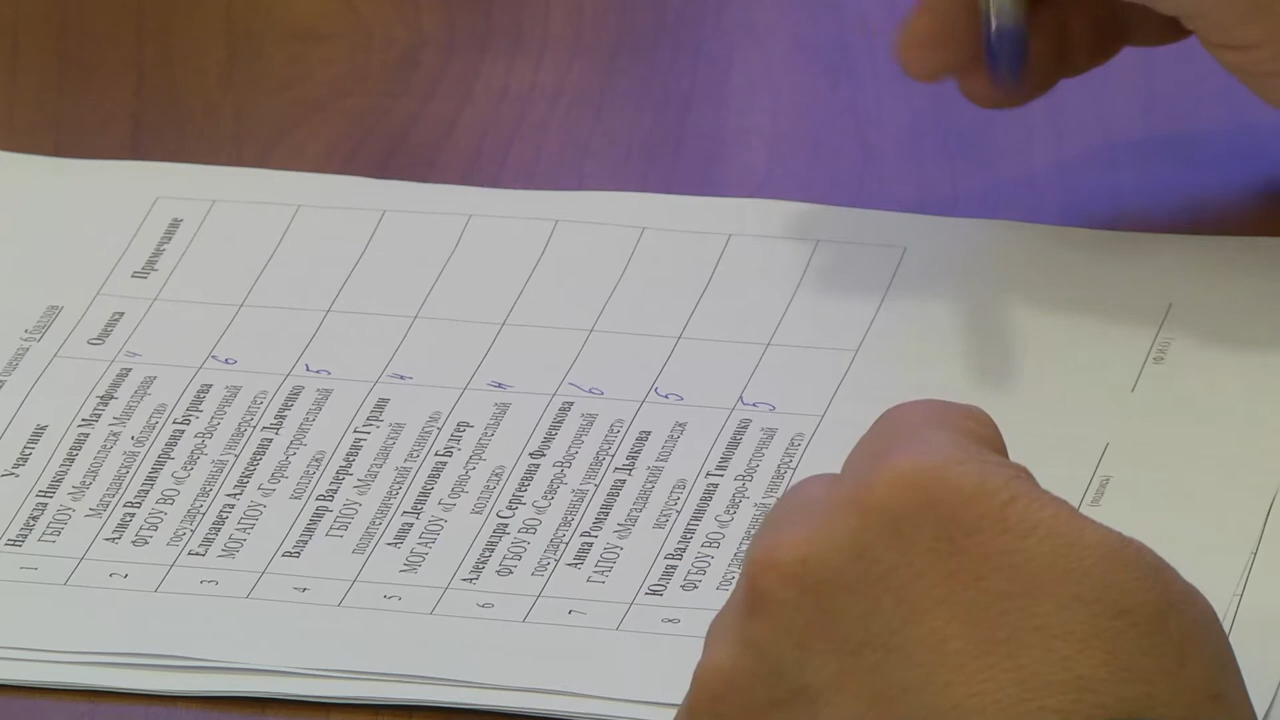 оценка: 6 баллов
Участник Оценка Примечание
1 Надежда Николаевна Матафонова 4
ГБПОУ «Медколледж Минздрава
Магаданской области»
2 Алиса Владимировна Бурцева 6
ФГБОУ ВО «Северо-Восточный
государственный университет»
3 Елизавета Алексеевна Дьяченко 5
МОГАПОУ «Горно-строительный
колледж»
4 Владимир Валерьевич Гурдин 4
ГБПОУ «Магаданский
политехнический техникум»
5 Анна Денисовна Булгер 4
МОГАПОУ «Горно-строительный
колледж»
6 Александра Сергеевна Фоменкова 6
ФГБОУ ВО «Северо-Восточный
государственный университет»
7 Анна Романовна Дьякова 5
ГАПОУ «Магаданский колледж
искусств»
8 Юлия Валентиновна Тимощенко 5
ФГБОУ ВО «Северо-Восточный
государственный университет»
(подпись) (Ф.И.О.)